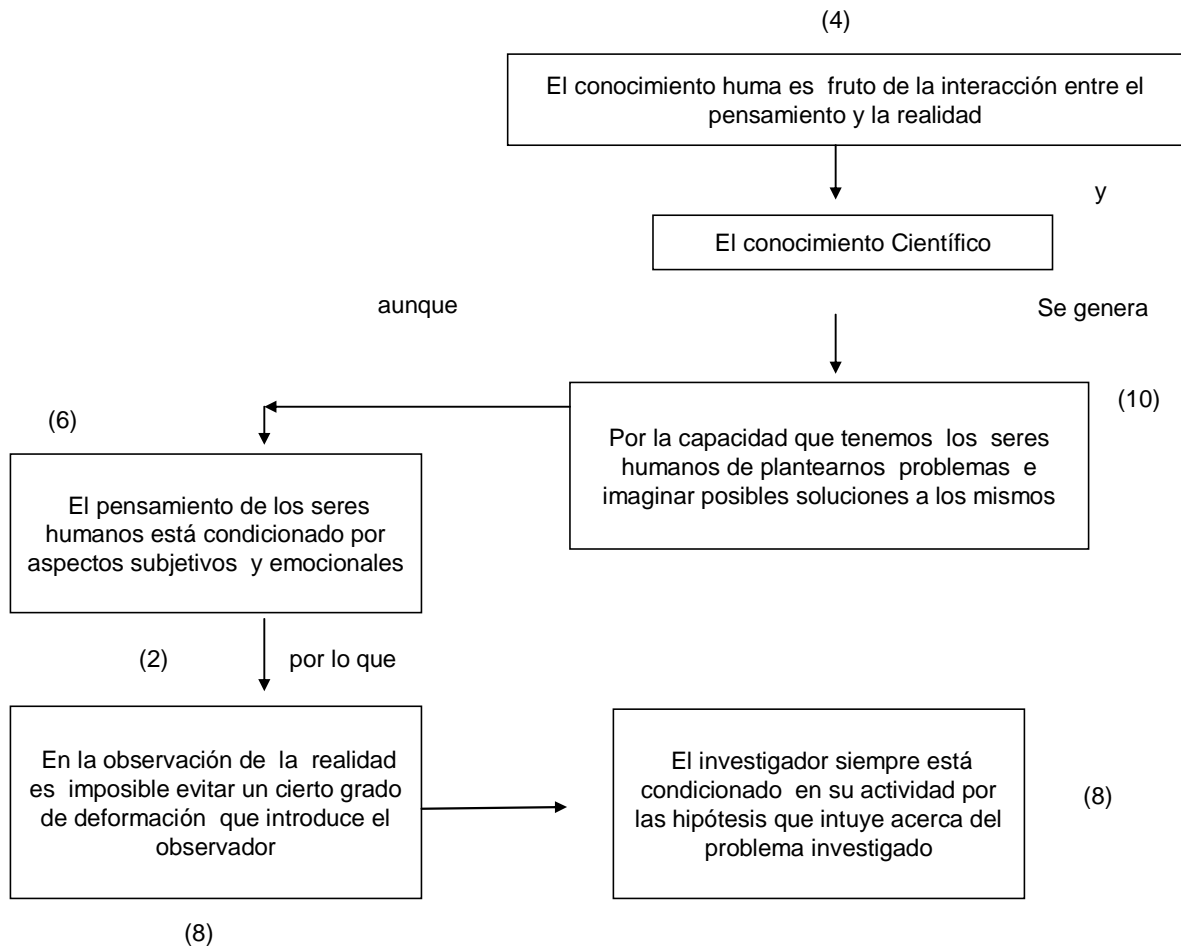 (4)
El conocimiento huma es fruto de la interacción entre el
pensamiento y la realidad
y
El conocimiento Científico
aunque
Se genera
(10)
Por la capacidad que tenemos los seres
humanos de plantearnos problemas e
imaginar posibles soluciones a los mismos
(6)
El pensamiento de los seres
humanos está condicionado por
aspectos subjetivos y emocionales
(2)
por lo que
En la observación de la realidad
es imposible evitar un cierto grado
de deformación que introduce el
observador
(8)
El investigador siempre está
condicionado en su actividad por
las hipótesis que intuye acerca del
problema investigado
(8)